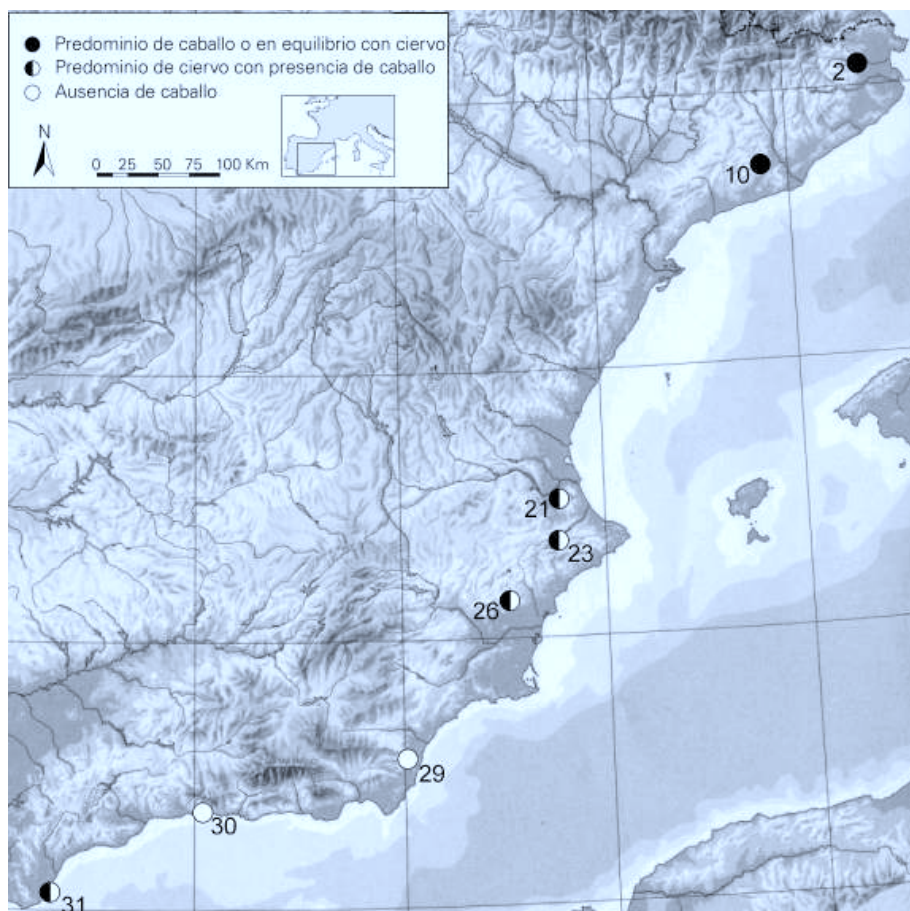 Predominio de caballo o en equilibrio con ciervo
Predominio de ciervo con presencia de caballo
Ausencia de caballo
N
0 25 50 75 100 Km
2
10
21
23
26
29
30
31